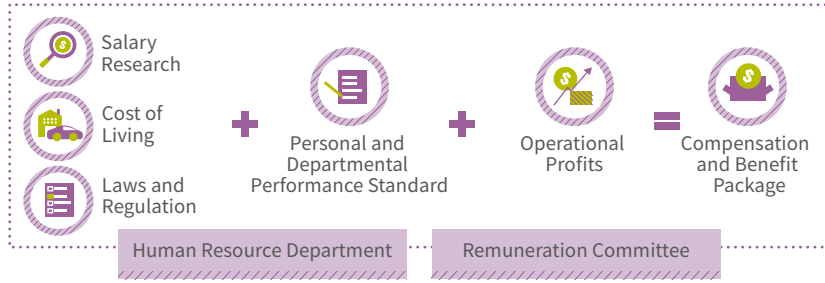 Salary
Research
Cost of
Living
Laws and
Regulation
Personal and
Departmental
Performance Standard
Operational
Profits
Compensation
and Benefit
Package
Human Resource Department
Remuneration Committee